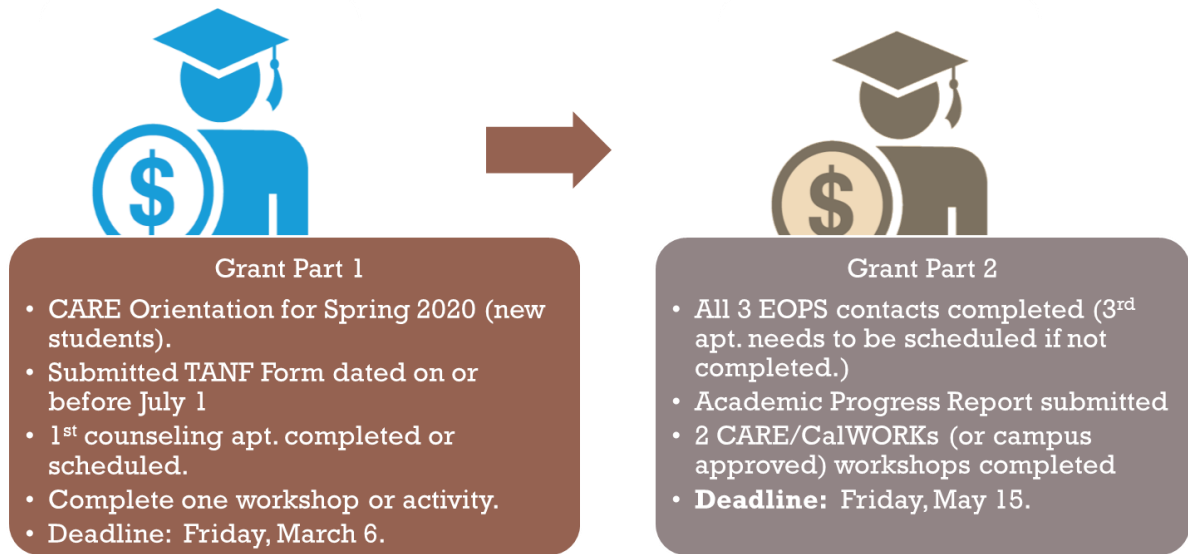 $
$
Grant Part 1
• CARE Orientation for Spring 2020 (new
students).
• Submitted TANF Form dated on or
before July 1
• 1st counseling apt. completed or
scheduled.
• Complete one workshop or activity.
• Deadline: Friday, March 6.
Grant Part 2
• All 3 EOPS contacts completed (3rd
apt. needs to be scheduled if not
completed.)
• Academic Progress Report submitted
• 2 CARE/CalWORKs (or campus
approved) workshops completed
• Deadline: Friday, May 15.